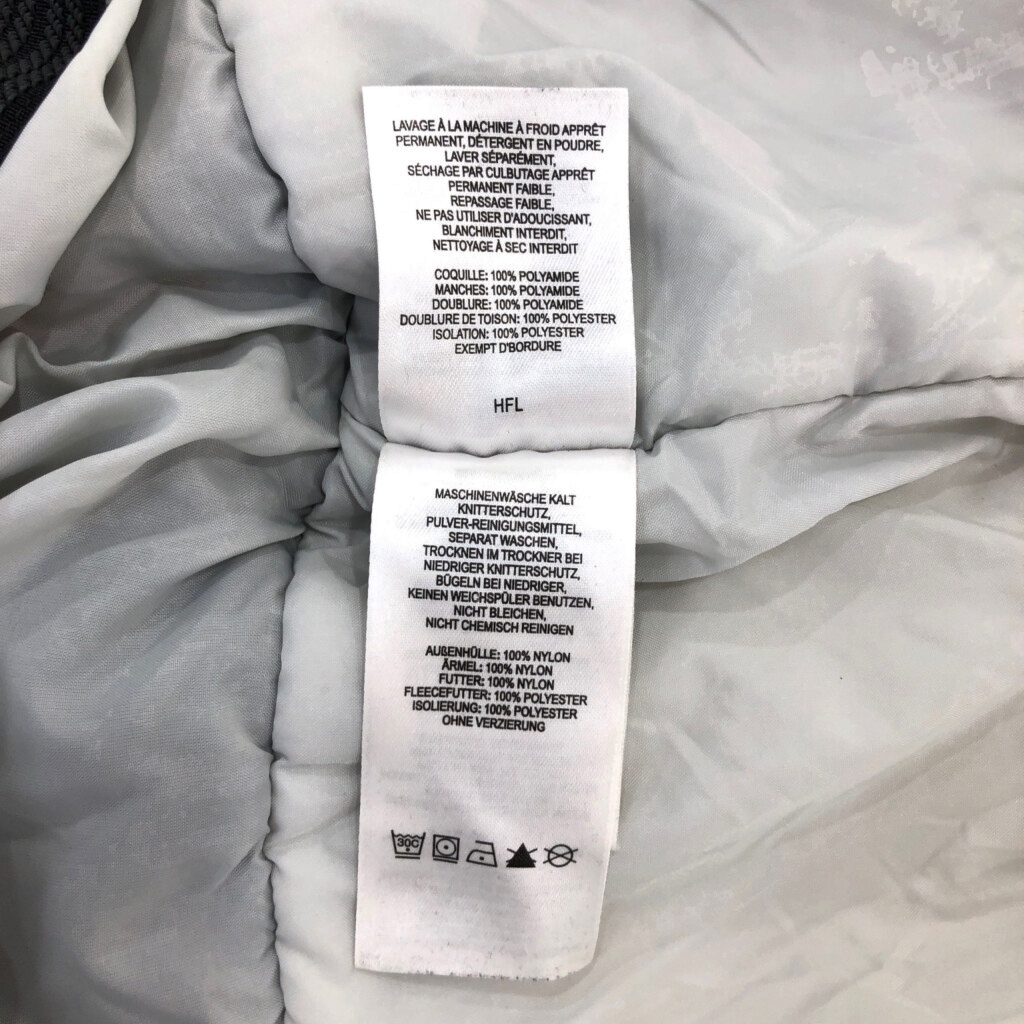 LAVAGE À LA MACHINE À FROID APPRÊT
PERMANENT, DÉTERGENT EN POUDRE,
LAVER SÉPARÉMENT,
SÉCHAGE PAR CULBUTAGE APPRÊT
PERMANENT FAIBLE,
REPASSAGE FAIBLE,
NE PAS UTILISER D'ADOUCISSANT,
BLANCHIMENT INTERDIT,
NETTOYAGE À SEC INTERDIT
COQUILLE: 100% POLYAMIDE
MANCHES: 100% POLYAMIDE
DOUBLURE: 100% POLYAMIDE
DOUBLURE DE TOISON: 100% POLYESTER
ISOLATION: 100% POLYESTER
EXEMPT D'BORDURE
HFL
MASCHINENWÄSCHE KALT
KNITTERSCHUTZ,
PULVER-REINIGUNGSMITTEL,
SEPARAT WASCHEN,
TROCKNEN IM TROCKNER BEI
NIEDRIGER KNITTERSCHUTZ,
BÜGELN BEI NIEDRIGER,
KEINEN WEICHSPÜLER BENUTZEN,
NICHT BLEICHEN,
NICHT CHEMISCH REINIGEN
AUßENHÜLLE: 100% NYLON
ÄRMEL: 100% NYLON
FUTTER: 100% NYLON
FLEECEFUTTER: 100% POLYESTER
ISOLIERUNG: 100% POLYESTER
OHNE VERZIERUNG
30C